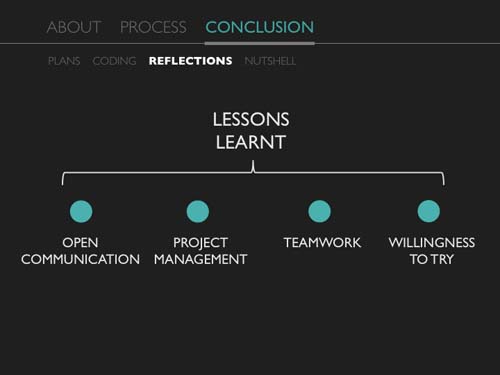 ABOUT PROCESS CONCLUSION
PLANS CODING REFLECTIONS NUTSHELL
LESSONS
LEARNT
OPEN
COMMUNICATION
PROJECT
MANAGEMENT
TEAMWORK
WILLINGNESS
TO TRY